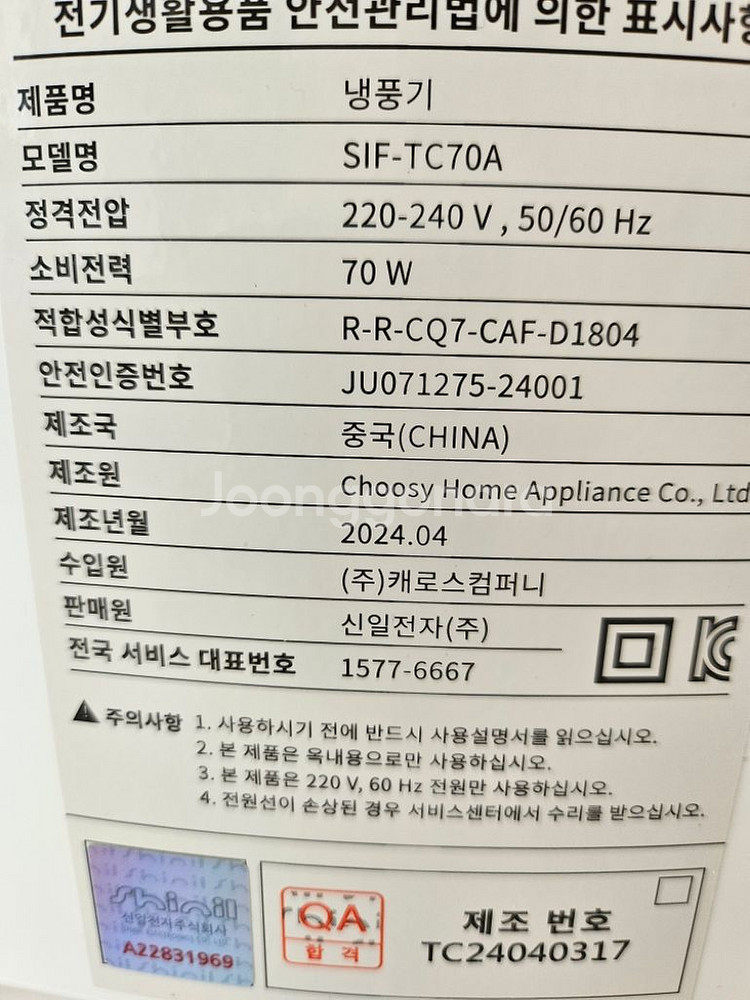 전기생활용품 안전관리법에 의한 표시사항
제품명 냉풍기
모델명 SIF-TC70A
정격전압 220-240 V , 50/60 Hz
소비전력 70 W
적합성식별부호 R-R-CQ7-CAF-D1804
안전인증번호 JU071275-24001
제조국 중국(CHINA)
제조원 Choosy Home Appliance Co., Ltd
제조년월 2024.04
수입원 (주)캐로스컴퍼니
판매원 신일전자(주)
전국 서비스 대표번호 1577-6667
주의사항 1. 사용하시기 전에 반드시 사용설명서를 읽으십시오.
2. 본 제품은 옥내용으로만 사용하십시오.
3. 본 제품은 220 V, 60 Hz 전원만 사용하십시오.
4. 전원선이 손상된 경우 서비스센터에서 수리를 받으십시오.
Shinil
신일전자주식회사
A22831969
QA
합격
제조 번호
TC24040317
Joonggonara